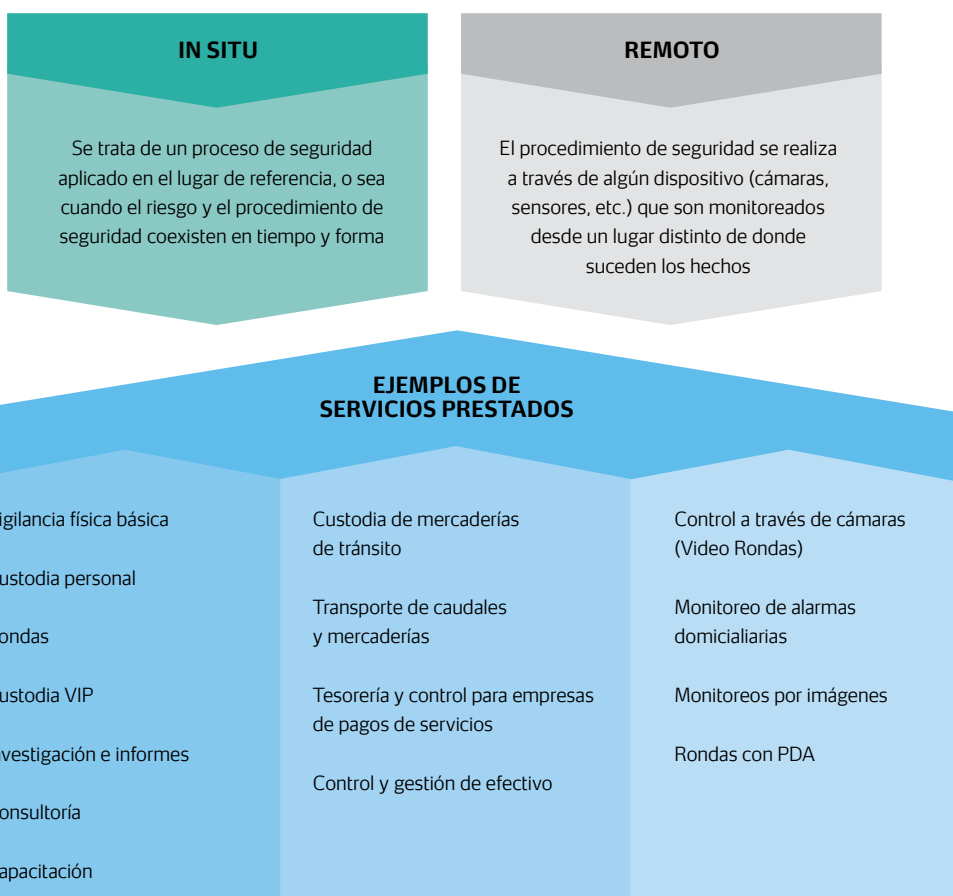 IN SITU
Se trata de un proceso de seguridad
aplicado en el lugar de referencia, o sea
cuando el riesgo y el procedimiento de
seguridad coexisten en tiempo y forma
REMOTO
El procedimiento de seguridad se realiza
a través de algún dispositivo (cámaras,
sensores, etc.) que son monitoreados
desde un lugar distinto de donde
suceden los hechos
EJEMPLOS DE
SERVICIOS PRESTADOS
igilancia física básica
ustodia personal
ondas
ustodia VIP
nvestigación e informes
onsultoría
apacitación
Custodia de mercaderías
de tránsito
Transporte de caudales
y mercaderías
Tesorería y control para empresas
de pagos de servicios
Control y gestión de efectivo
Control a través de cámaras
(Video Rondas)
Monitoreo de alarmas
domicialiarias
Monitoreos por imágenes
Rondas con PDA